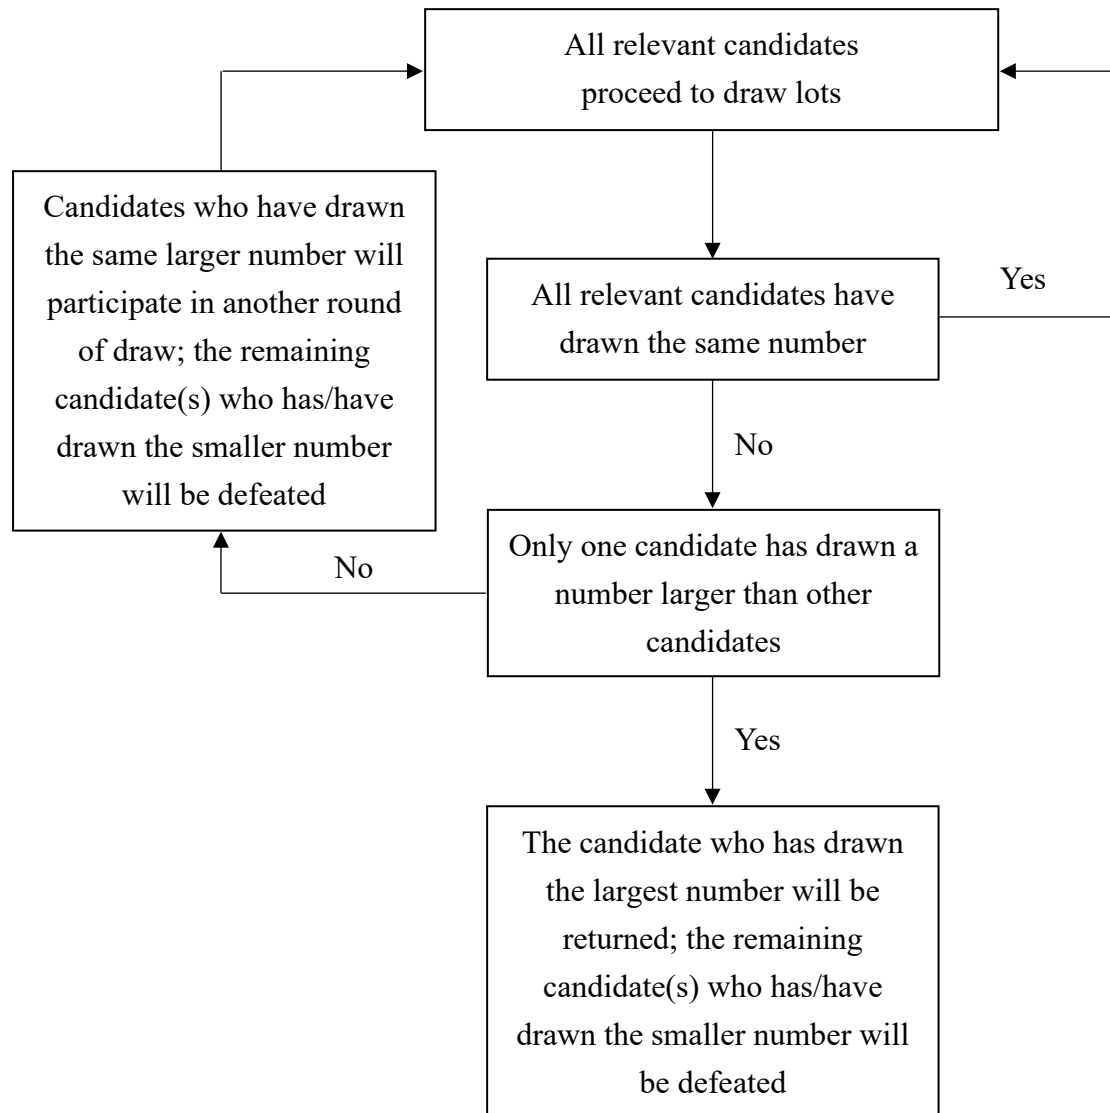 All relevant candidates
proceed to draw lots
Candidates who have drawn
the same larger number will
participate in another round
of draw; the remaining
candidate(s) who has/have
drawn the smaller number
will be defeated
All relevant candidates have
drawn the same number
Yes
No
Only one candidate has drawn a
number larger than other
candidates
No
Yes
The candidate who has drawn
the largest number will be
returned; the remaining
candidate(s) who has/have
drawn the smaller number will
be defeated